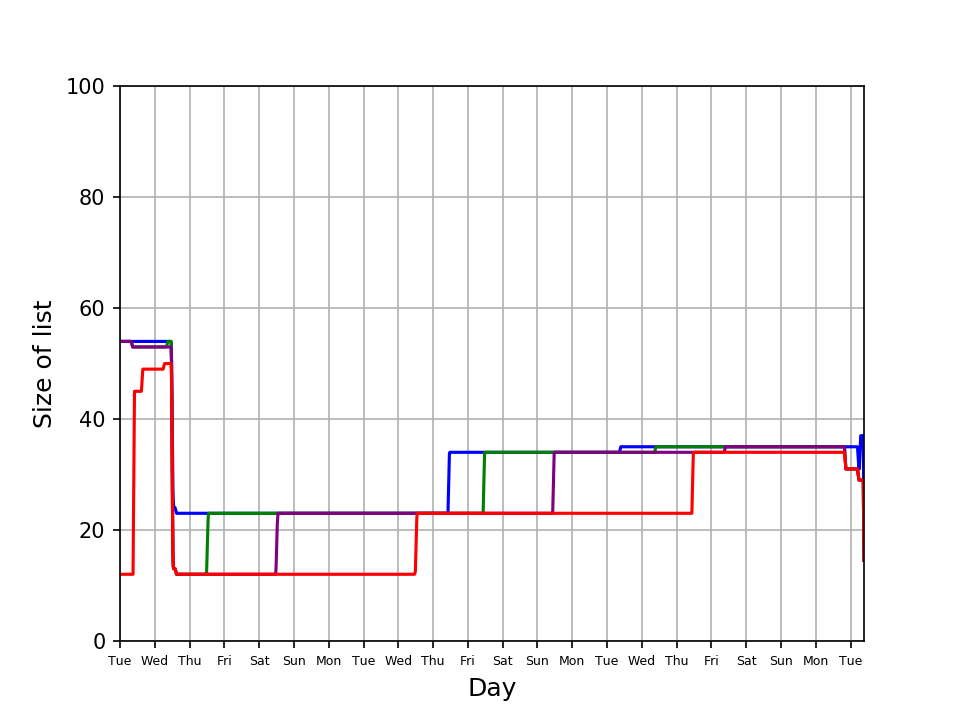 100
80
60
40
20
0
Size of list
Tue Wed Thu Fri Sat Sun Mon Tue Wed Thu Fri Sat Sun Mon Tue Wed Thu Fri Sat Sun Mon Tue
Day